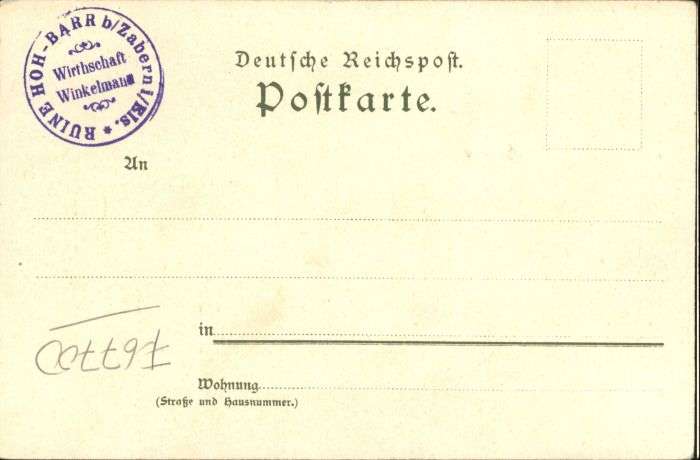 RUINE HOH-BARR b/Zabern i/Els. *
Wirthschaft
Winkelmann
Deutſche Reichspoſt.
Poſtkarte.
An
in
Wohnung
(Straße und Hausnummer.)